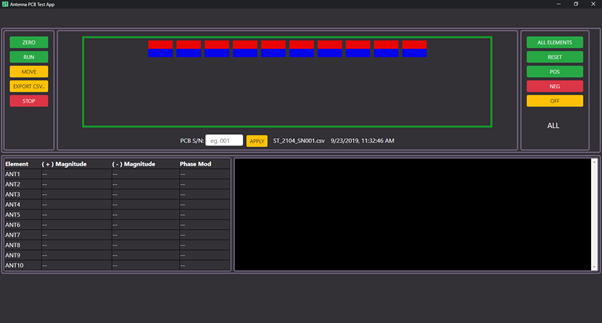 Antenna PCB Test App
ZERO
RUN
MOVE
EXPORT CSV...
STOP
PCB S/N: eg. 001 APPLY ST_2104_SN001.csv 9/23/2019, 11:32:46 AM
ALL ELEMENTS
RESET
POS
NEG
OFF
ALL
Element ( + ) Magnitude ( - ) Magnitude Phase Mod
ANT1 -- -- --
ANT2 -- -- --
ANT3 -- -- --
ANT4 -- -- --
ANT5 -- -- --
ANT6 -- -- --
ANT7 -- -- --
ANT8 -- -- --
ANT9 -- -- --
ANT10 -- -- --